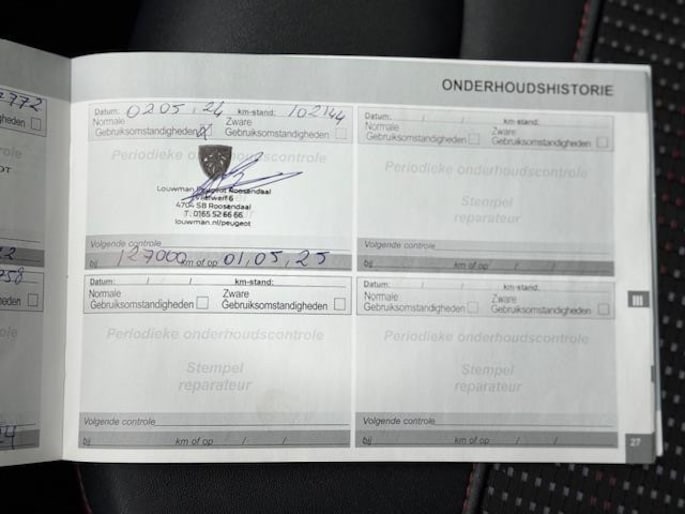 ONDERHOUDSHISTORIE
7772
heden
Datum: 02 05 , 24 km-stand: 102144
Normale Zware
Gebruiksomstandigheden Gebruiksomstandigheden
Periodieke onderhoudscontrole
Louwman Peugeot Roosendaal
Vlierwerf 6
4704 SB Roosendaal
T: 0165 52 66 66
louwman.nl/peugeot
Volgende controle
bij 127000 km of op 01, 05, 25
Datum: / / km-stand:
Normale Zware
Gebruiksomstandigheden Gebruiksomstandigheden
Periodieke onderhoudscontrole
Stempel
reparateur
Volgende controle
bij km of op / /
Datum: / / km-stand:
Normale Zware
Gebruiksomstandigheden Gebruiksomstandigheden
Periodieke onderhoudscontrole
Stempel
reparateur
Volgende controle
bij km of op / /
Datum: / / km-stand:
Normale Zware
Gebruiksomstandigheden Gebruiksomstandigheden
Periodieke onderhoudscontrole
Stempel
reparateur
Volgende controle
bij km of op / /
III
27